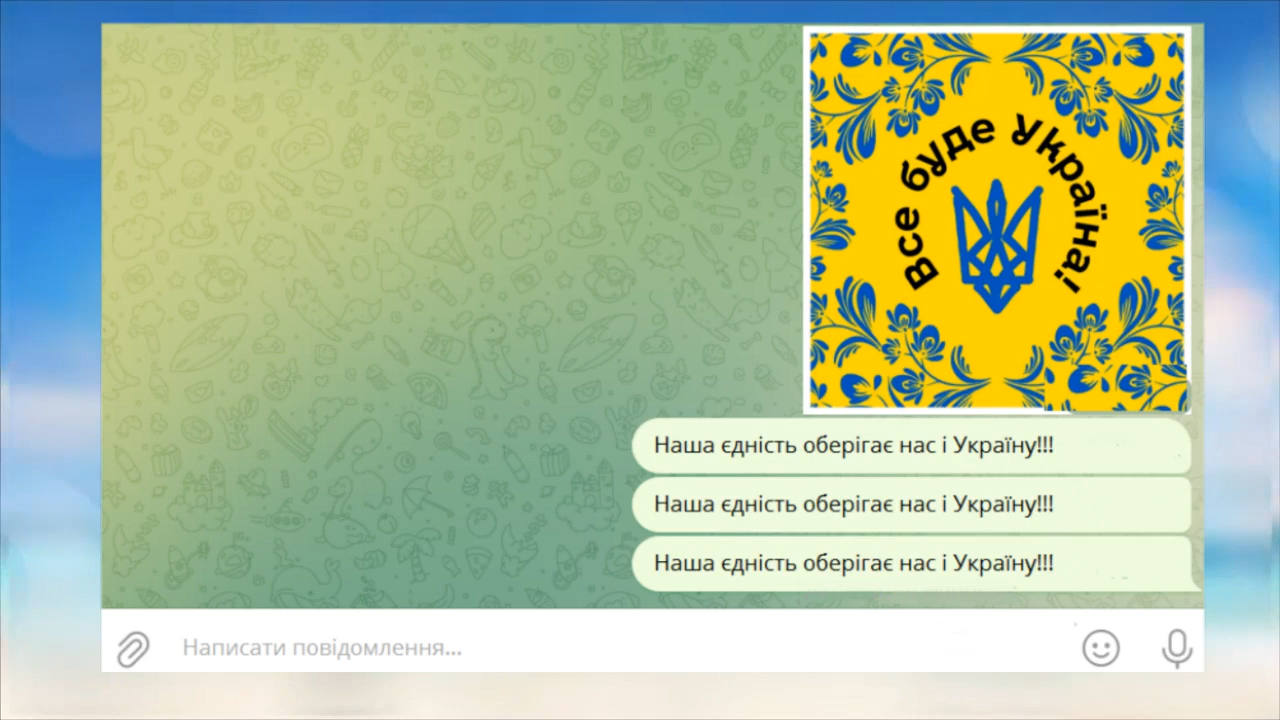 Все буде Україна!
Наша єдність оберігає нас і Україну!!!
Наша єдність оберігає нас і Україну!!!
Наша єдність оберігає нас і Україну!!!
Написати повідомлення...